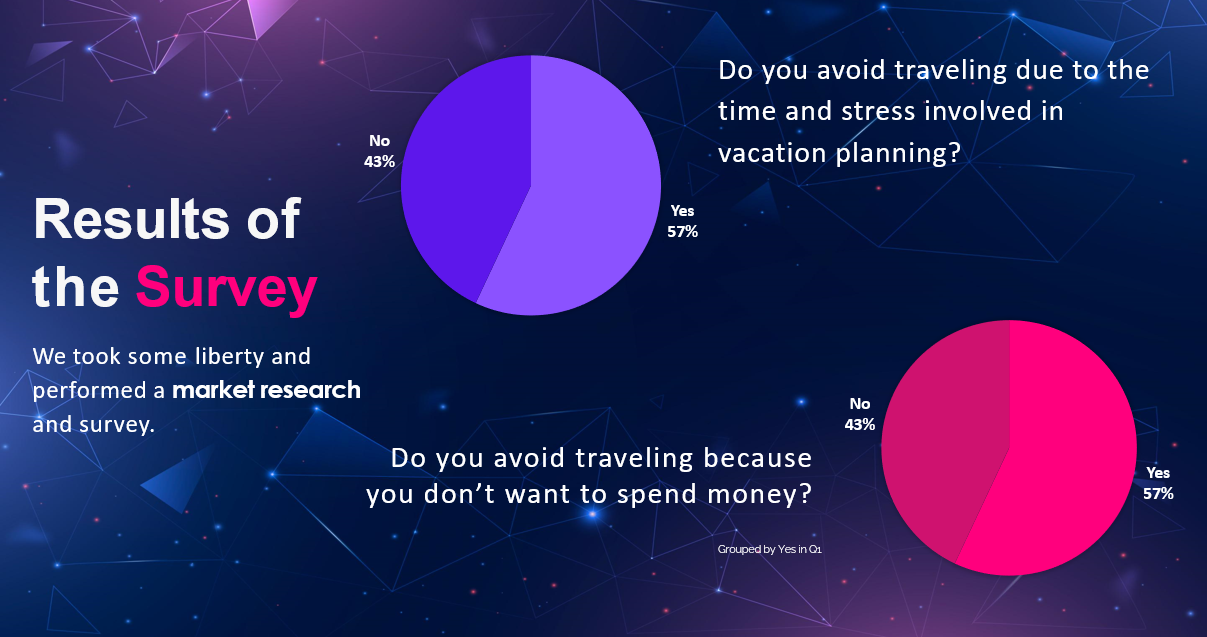 Results of
the Survey
We took some liberty and
performed a market research
and survey.
Do you avoid traveling due to the
time and stress involved in
vacation planning?
No
43%
Yes
57%
Do you avoid traveling because
you don’t want to spend money?
Grouped by Yes in Q1
No
43%
Yes
57%